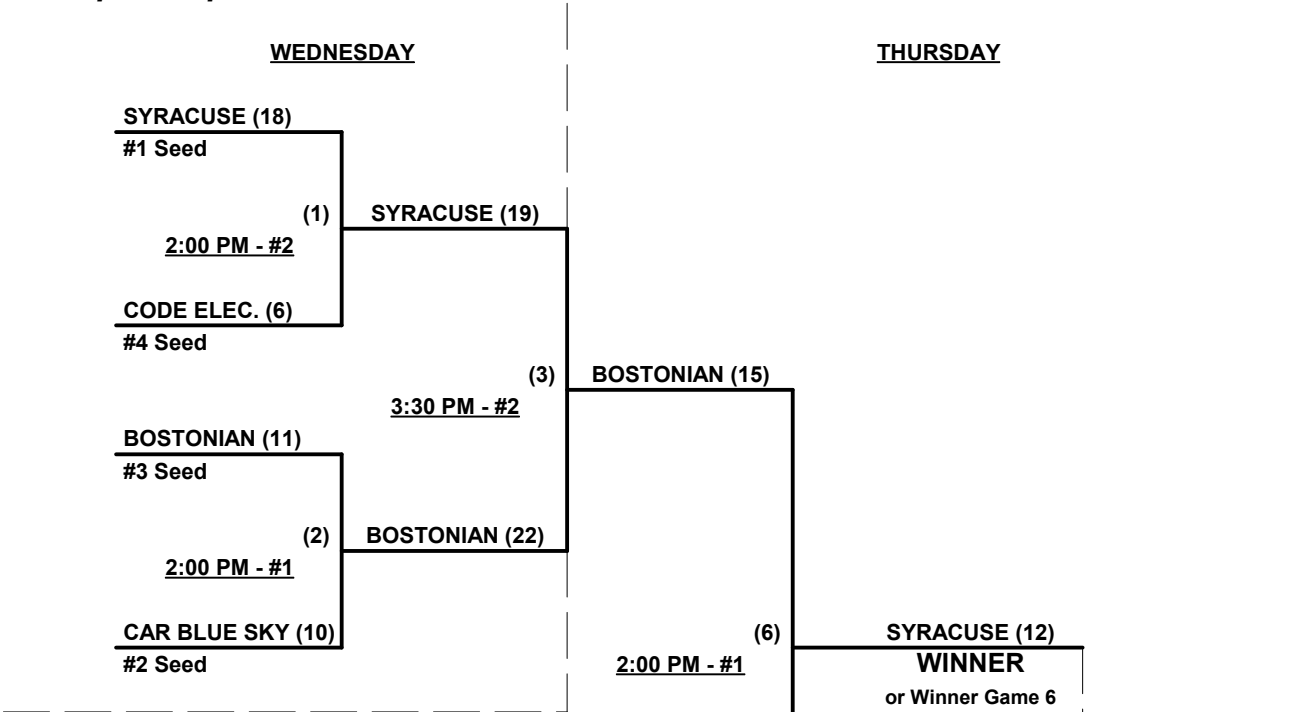 WEDNESDAY
THURSDAY
SYRACUSE (18)
#1 Seed
(1)
SYRACUSE (19)
2:00 PM - #2
CODE ELEC. (6)
#4 Seed
(3)
BOSTONIAN (15)
3:30 PM - #2
BOSTONIAN (11)
#3 Seed
(2)
BOSTONIAN (22)
2:00 PM - #1
CAR BLUE SKY (10)
#2 Seed
(6)
SYRACUSE (12)
2:00 PM - #1
WINNER
or Winner Game 6